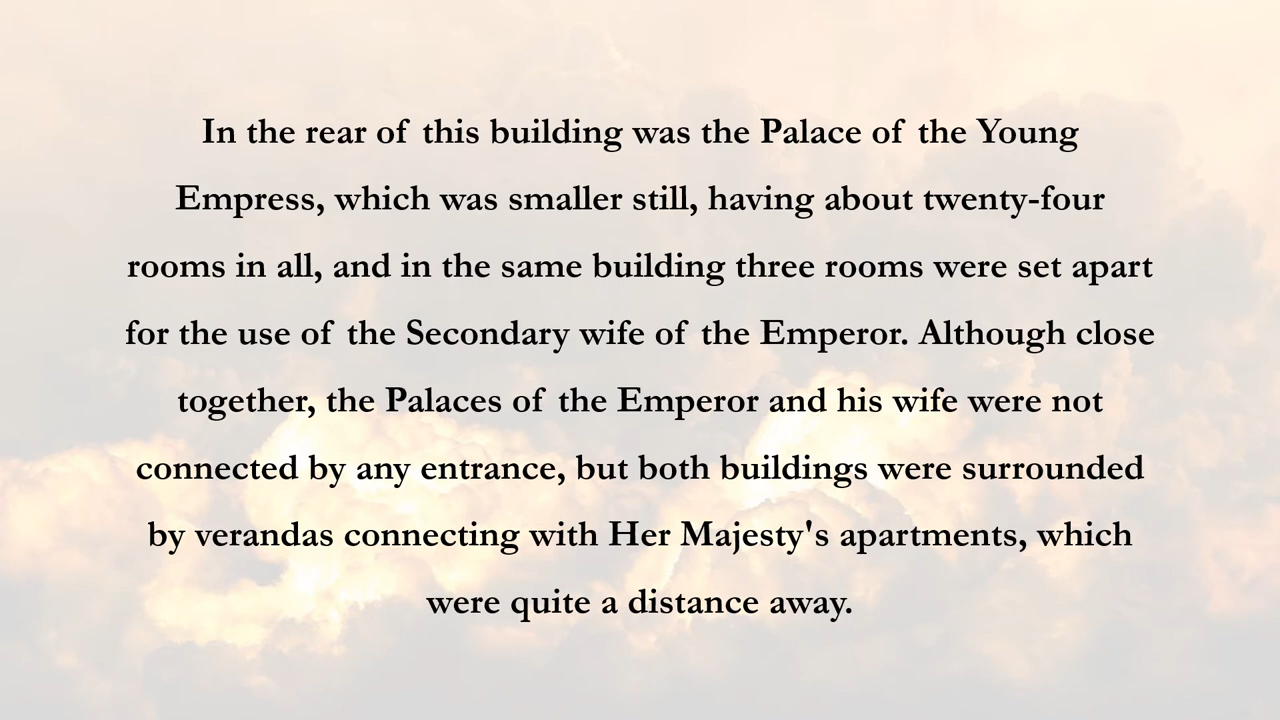 In the rear of this building was the Palace of the Young
Empress, which was smaller still, having about twenty-four
rooms in all, and in the same building three rooms were set apart
for the use of the Secondary wife of the Emperor. Although close
together, the Palaces of the Emperor and his wife were not
connected by any entrance, but both buildings were surrounded
by verandas connecting with Her Majesty's apartments, which
were quite a distance away.